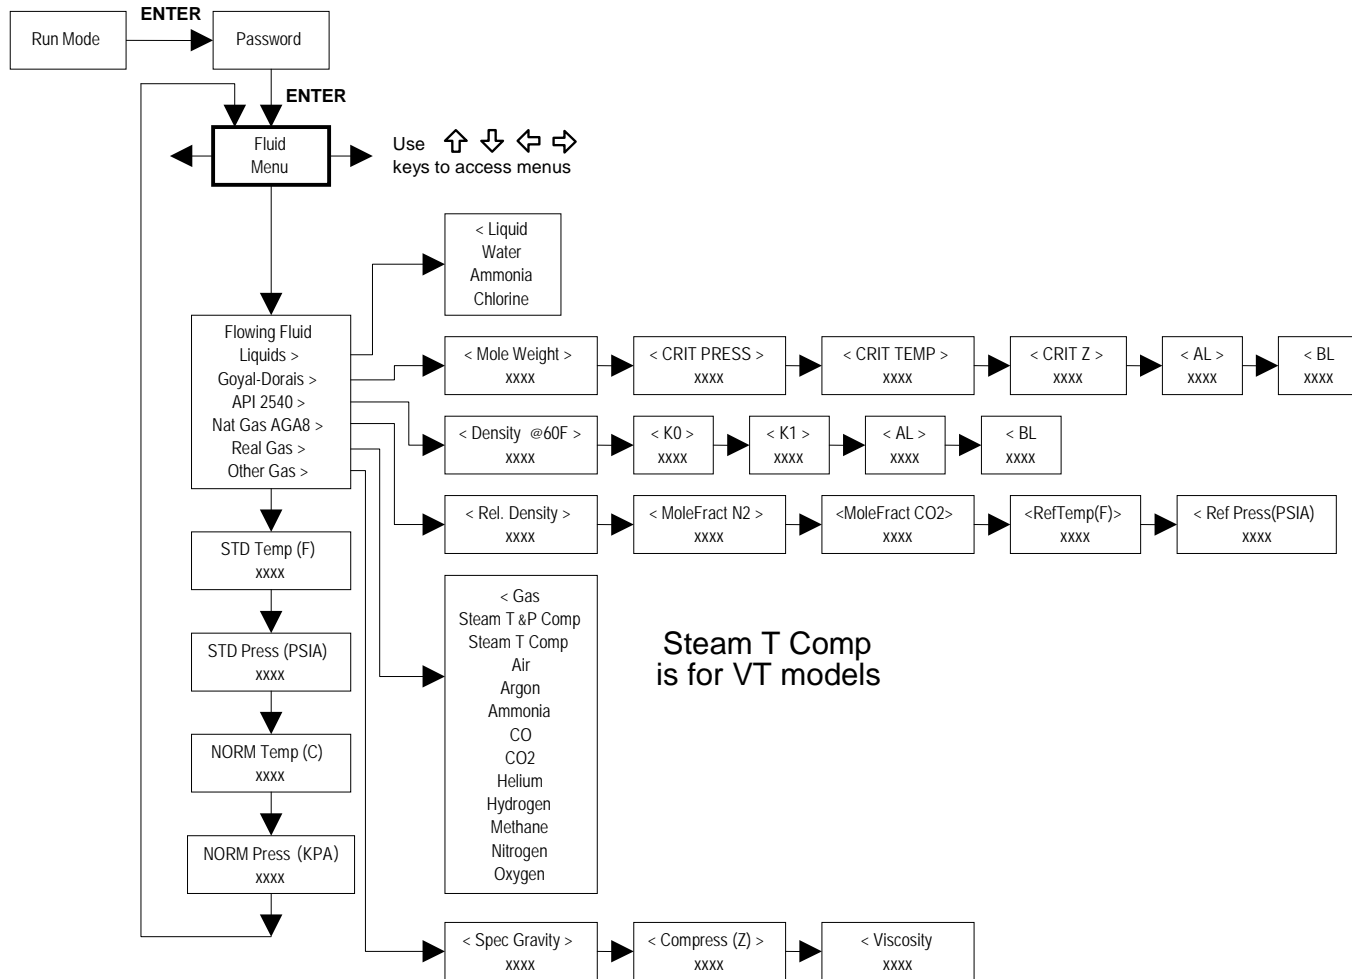 ENTER
Run Mode
Password
ENTER
Fluid
Menu
Use
keys to access menus
< Liquid
Water
Ammonia
Chlorine
Flowing Fluid
Liquids >
Goyal-Dorais >
API 2540 >
Nat Gas AGA8 >
Real Gas >
Other Gas >
< Mole Weight >
xxxx
< CRIT PRESS >
xxxx
< CRIT TEMP >
xxxx
< CRIT Z >
xxxx
< AL >
xxxx
< BL
xxxx
< Density @60F >
xxxx
< K0 >
xxxx
< K1 >
xxxx
< AL >
xxxx
< BL
xxxx
< Rel. Density >
xxxx
< MoleFract N2 >
xxxx
<MoleFract CO2>
xxxx
<RefTemp(F)>
xxxx
< Ref Press(PSIA)
xxxx
STD Temp (F)
xxxx
STD Press (PSIA)
xxxx
NORM Temp (C)
xxxx
NORM Press (KPA)
xxxx
< Gas
Steam T &P Comp
Steam T Comp
Air
Argon
Ammonia
CO
CO2
Helium
Hydrogen
Methane
Nitrogen
Oxygen
Steam T Comp
is for VT models
< Spec Gravity >
xxxx
< Compress (Z) >
xxxx
< Viscosity
xxxx